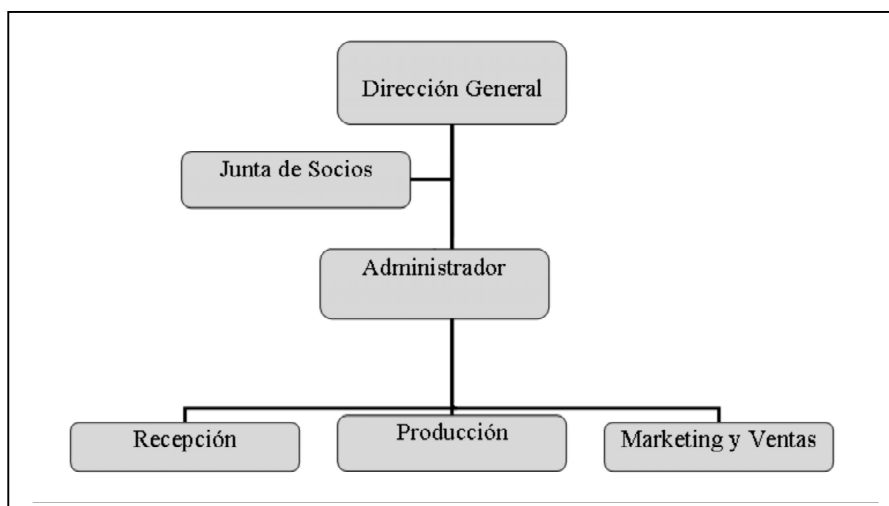 Dirección General
Junta de Socios
Administrador
Recepción
Producción
Marketing y Ventas